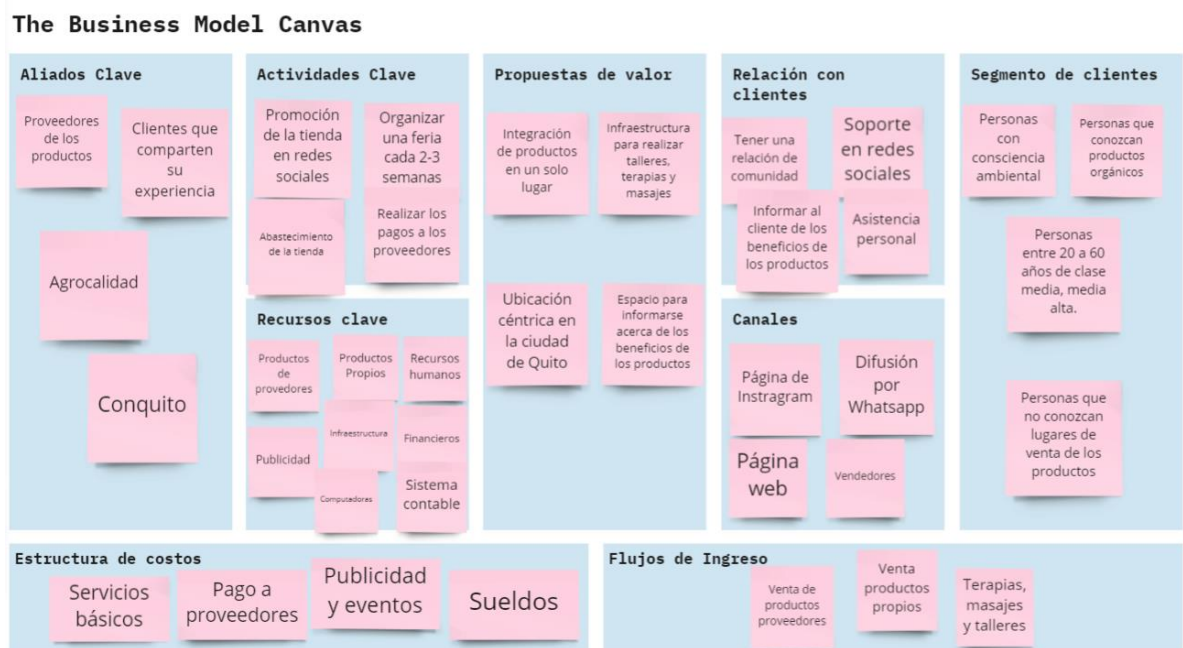 The Business Model Canvas
Aliados Clave
Proveedores
de los
productos
Clientes que
comparten
su
experiencia
Agrocalidad
Conquito
Actividades Clave
Promoción
de la tienda
en redes
sociales
Organizar
una feria
cada 2-3
semanas
Abastecimiento
de la tienda
Realizar los
pagos a los
proveedores
Recursos clave
Productos
de
provedores
Productos
Propios
Recursos
humanos
Infraestructura
Publicidad
Financieros
Computadores
Sistema
contable
Propuestas de valor
Integración
de productos
en un solo
lugar
Infraestructura
para realizar
talleres,
terapias y
masajes
Ubicación
céntrica en
la ciudad
de Quito
Espacio para
informarse
acerca de los
beneficios de
los productos
Relación con
clientes
Tener una
relación de
comunidad
Soporte
en redes
sociales
Informar al
cliente de los
beneficios de
los productos
Asistencia
personal
Canales
Página de
Instragram
Difusión
por
Whatsapp
Página
web
Vendedores
Segmento de clientes
Personas
con
consciencia
ambiental
Personas que
conozcan
productos
orgánicos
Personas
entre 20 a 60
años de clase
media, media
alta.
Personas que
no conozcan
lugares de
venta de los
productos
Estructura de costos
Servicios
básicos
Pago a
proveedores
Publicidad
y eventos
Sueldos
Flujos de Ingreso
Venta de
productos
proveedores
Venta
productos
propios
Terapias,
masajes
y talleres